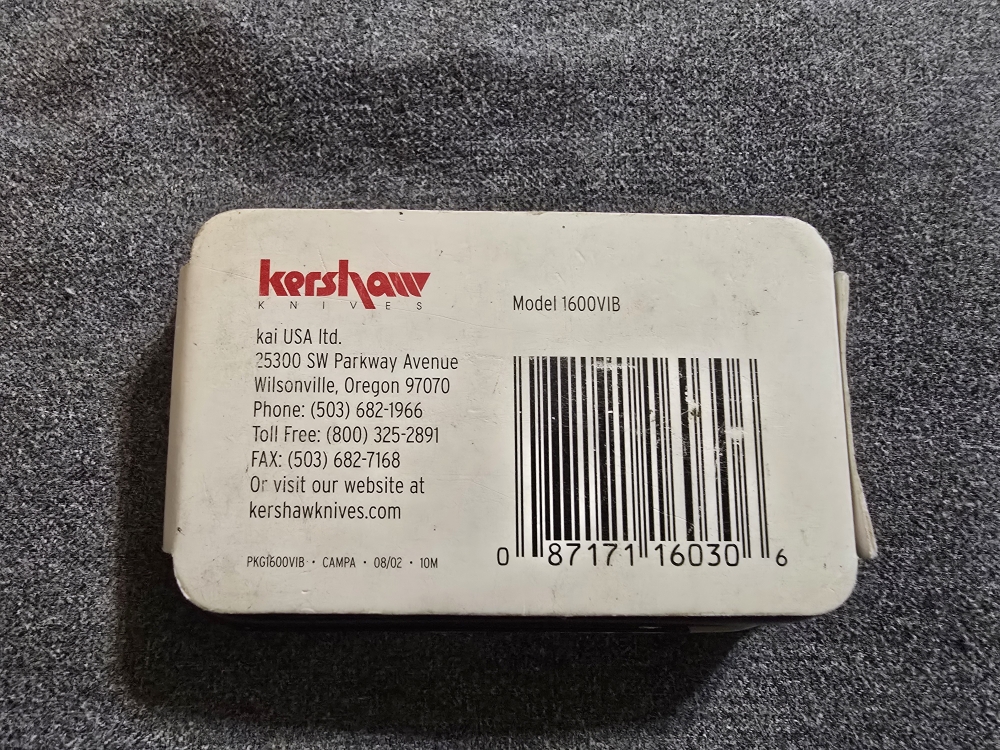 kershaw
KNIVES
kai USA ltd.
25300 SW Parkway Avenue
Wilsonville, Oregon 97070
Phone: (503) 682-1966
Toll Free: (800) 325-2891
FAX: (503) 682-7168
Or visit our website at
kershawknives.com
PKG1600VIB · CAMPA · 08/02 · 10M
Model 1600VIB
0 87171 16030 6